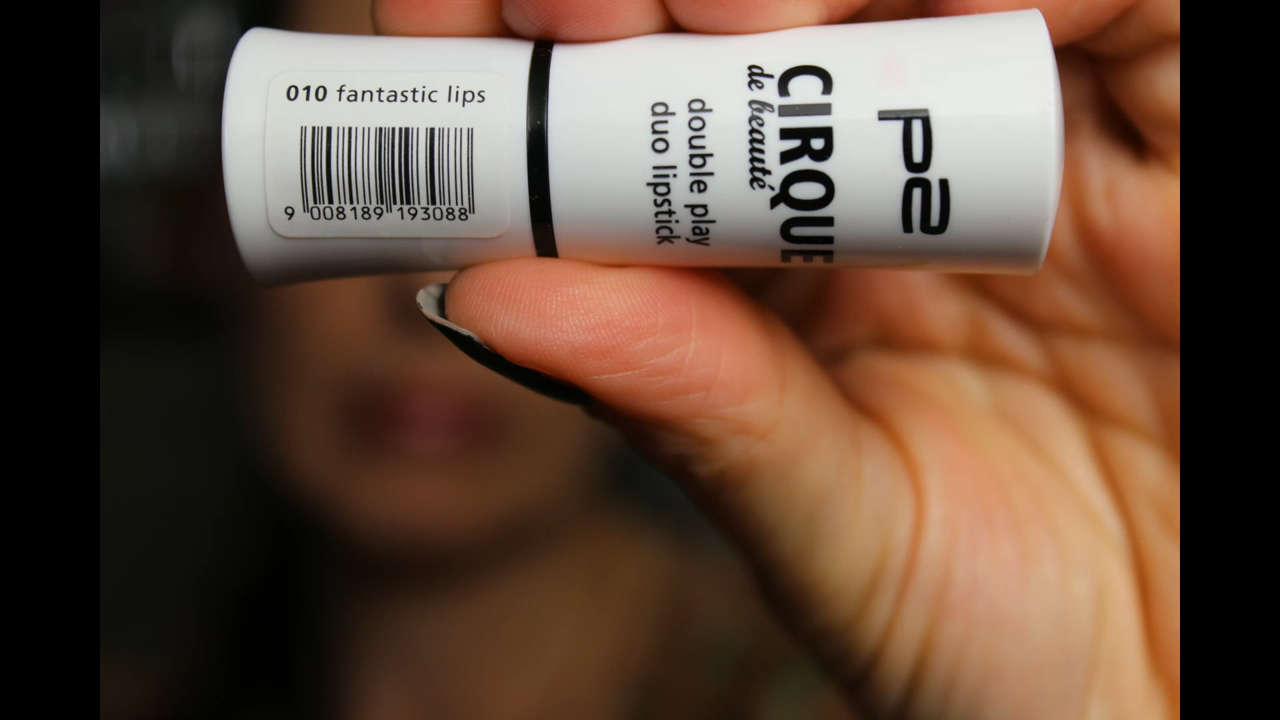 010 fantastic lips
9 008189 193088
p2
CIRQUE
de beauté
double play
duo lipstick